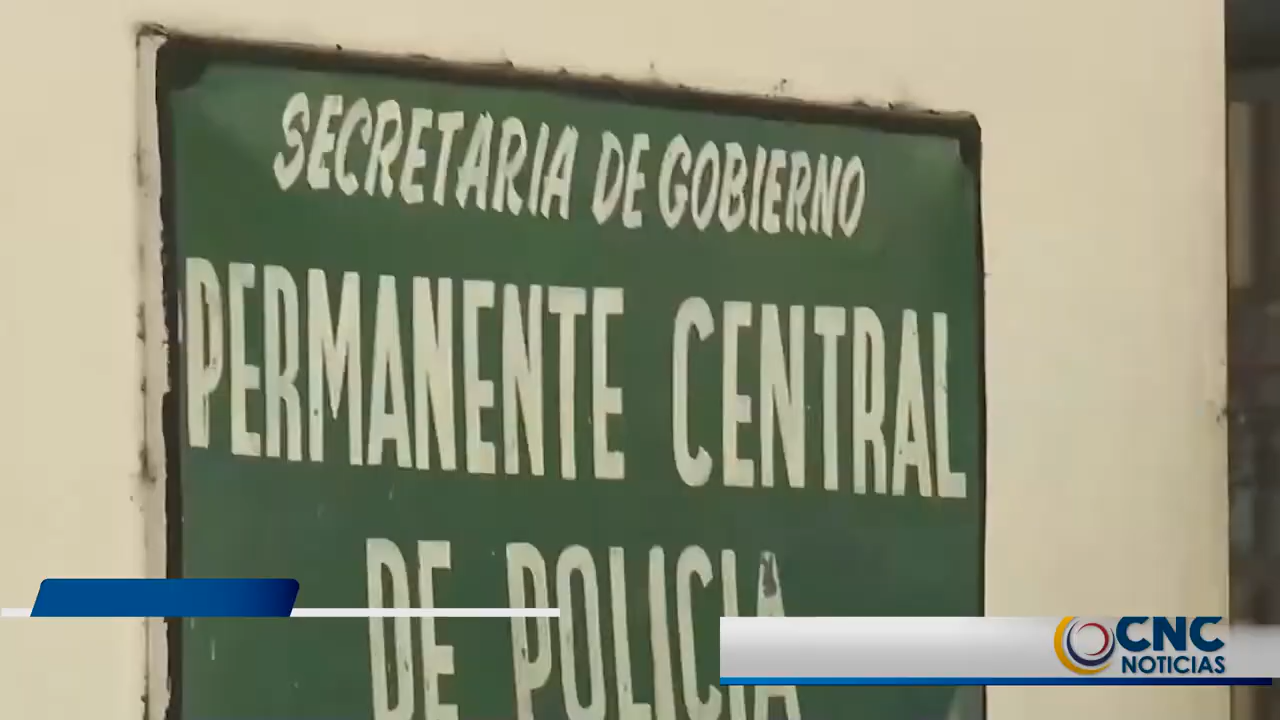 SECRETARIA DE GOBIERNO
PERMANENTE CENTRAL
DE POLICIA
CNC
NOTICIAS